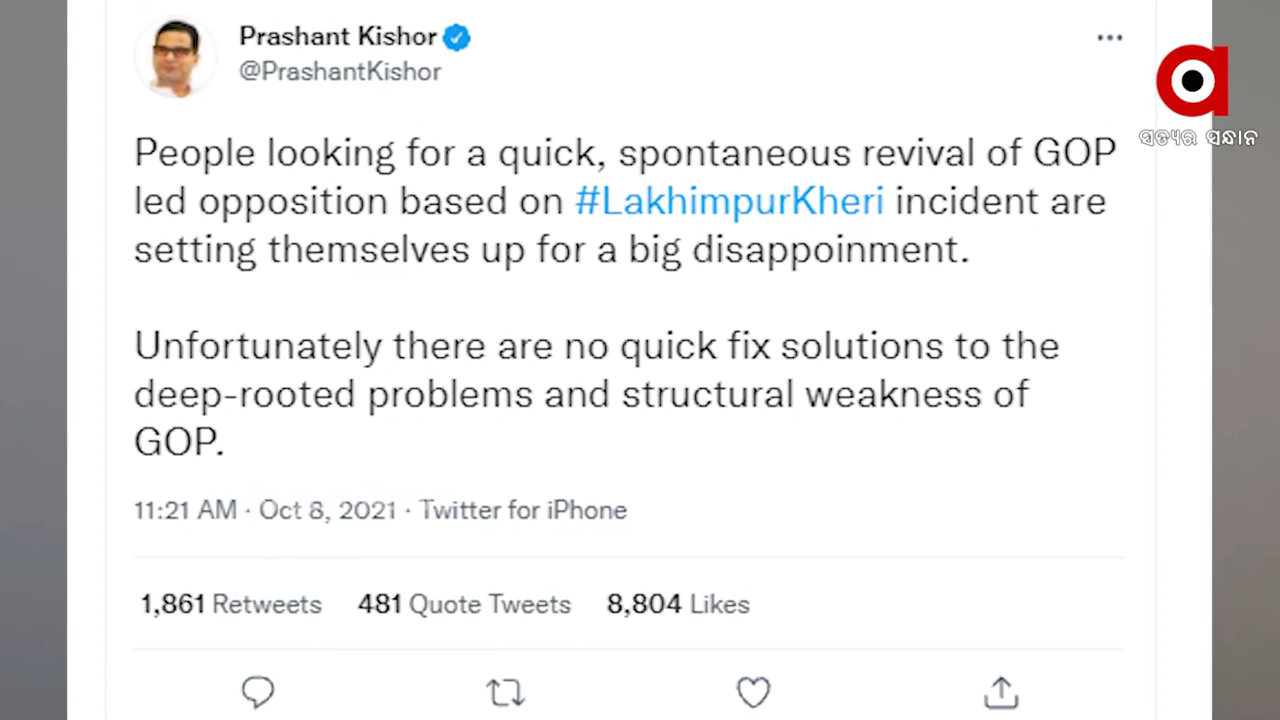 Prashant Kishor
@PrashantKishor
People looking for a quick, spontaneous revival of GOP
led opposition based on #LakhimpurKheri incident are
setting themselves up for a big disappoinment.
Unfortunately there are no quick fix solutions to the
deep-rooted problems and structural weakness of
GOP.
11:21 AM · Oct 8, 2021 · Twitter for iPhone
1,861 Retweets 481 Quote Tweets 8,804 Likes
a
ସତ୍ୟର ସନ୍ଧାନ